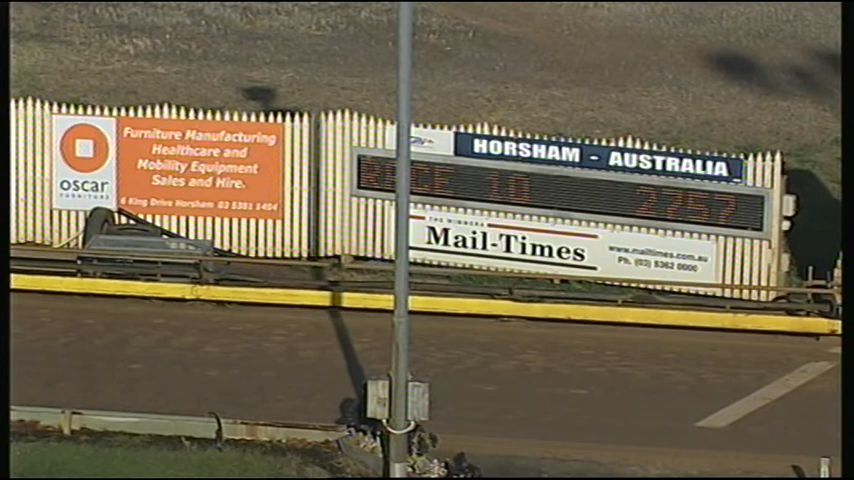 Furniture Manufacturing
Healthcare and
Mobility Equipment
Sales and Hire.
6 King Drive Horsham 03 5381 1404
oscar
FURNITURE
HORSHAM - AUSTRALIA
RACE 10 2757
THE WIMMERA
Mail-Times
www.mailtimes.com.au
Ph. (03) 5362 0000